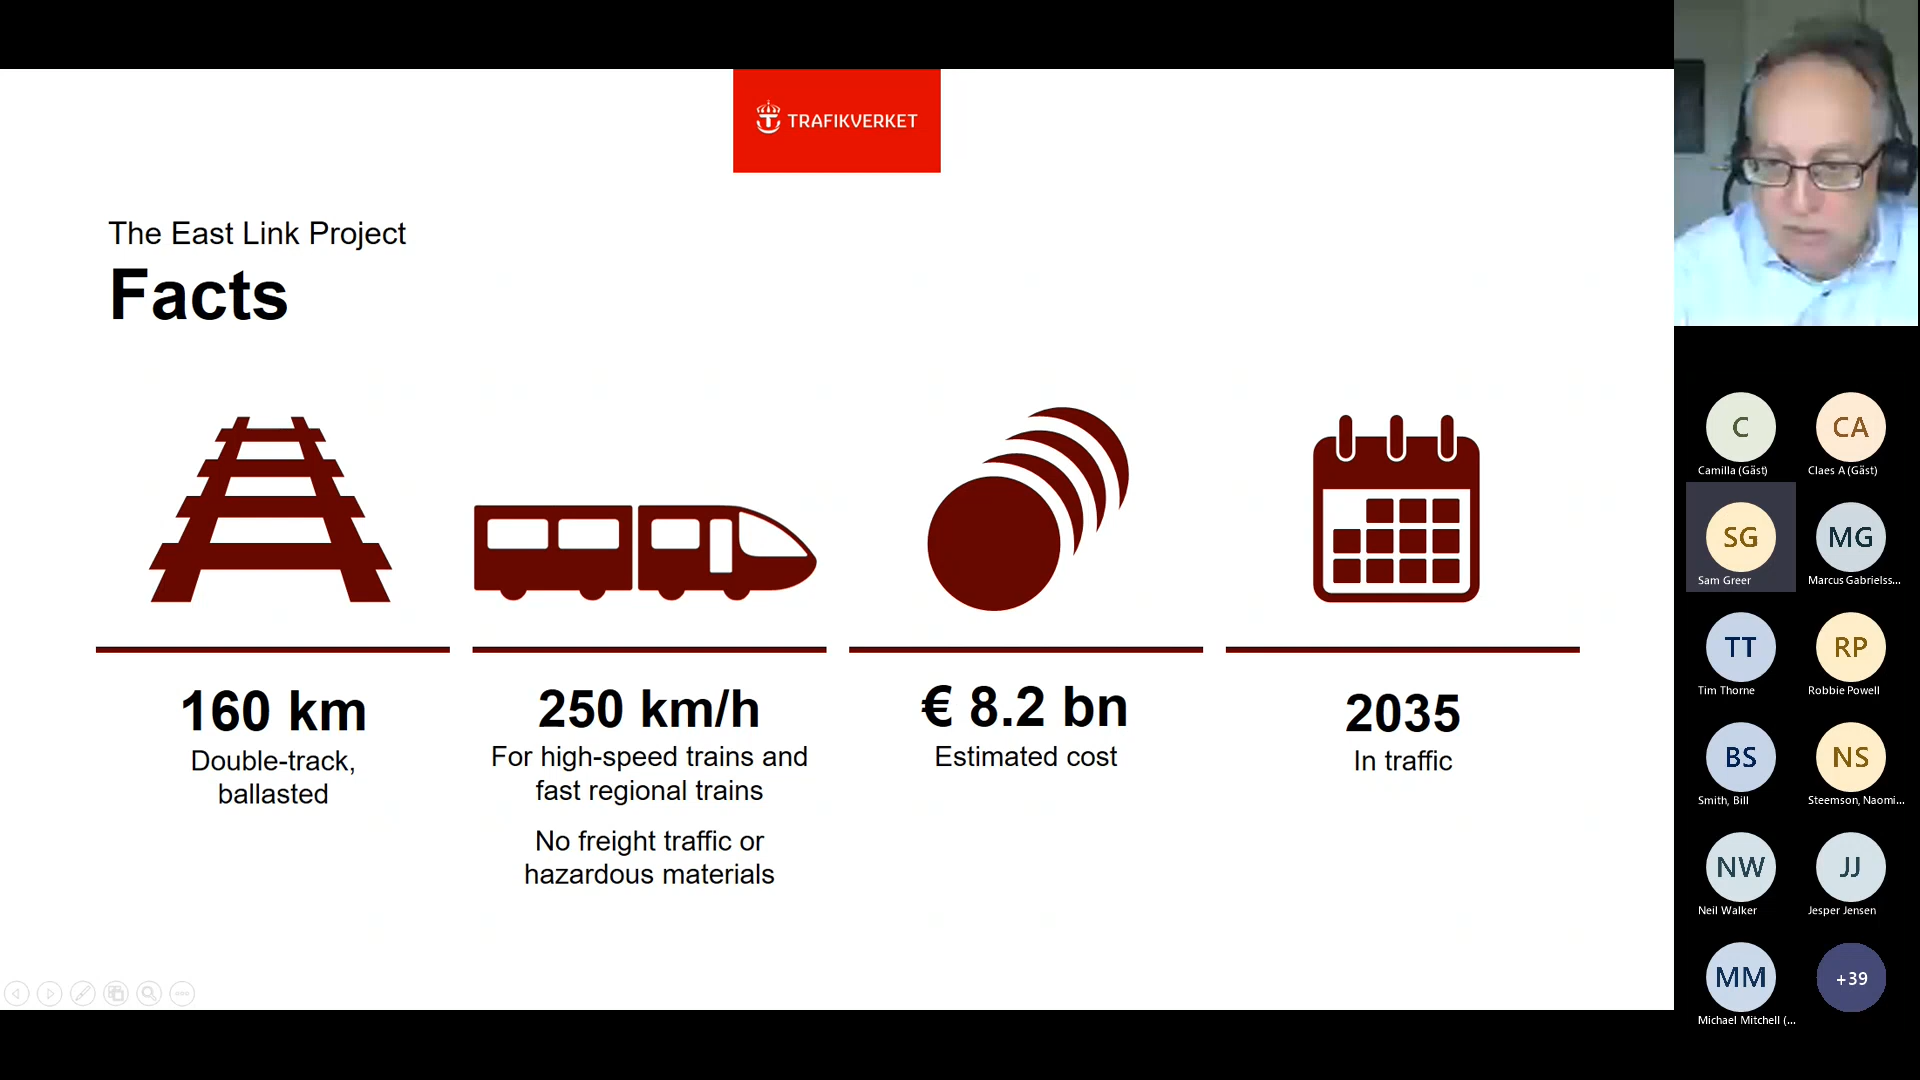 TRAFIKVERKET
The East Link Project
Facts
160 km
Double-track,
ballasted
250 km/h
For high-speed trains and
fast regional trains
No freight traffic or
hazardous materials
€ 8.2 bn
Estimated cost
2035
In traffic
C
Camilla (Gäst)
CA
Claes A (Gäst)
SG
Sam Greer
MG
Marcus Gabrielss...
TT
Tim Thorne
RP
Robbie Powell
BS
Smith, Bill
NS
Steemson, Naomi...
NW
Neil Walker
JJ
Jesper Jensen
MM
Michael Mitchell (...
+39